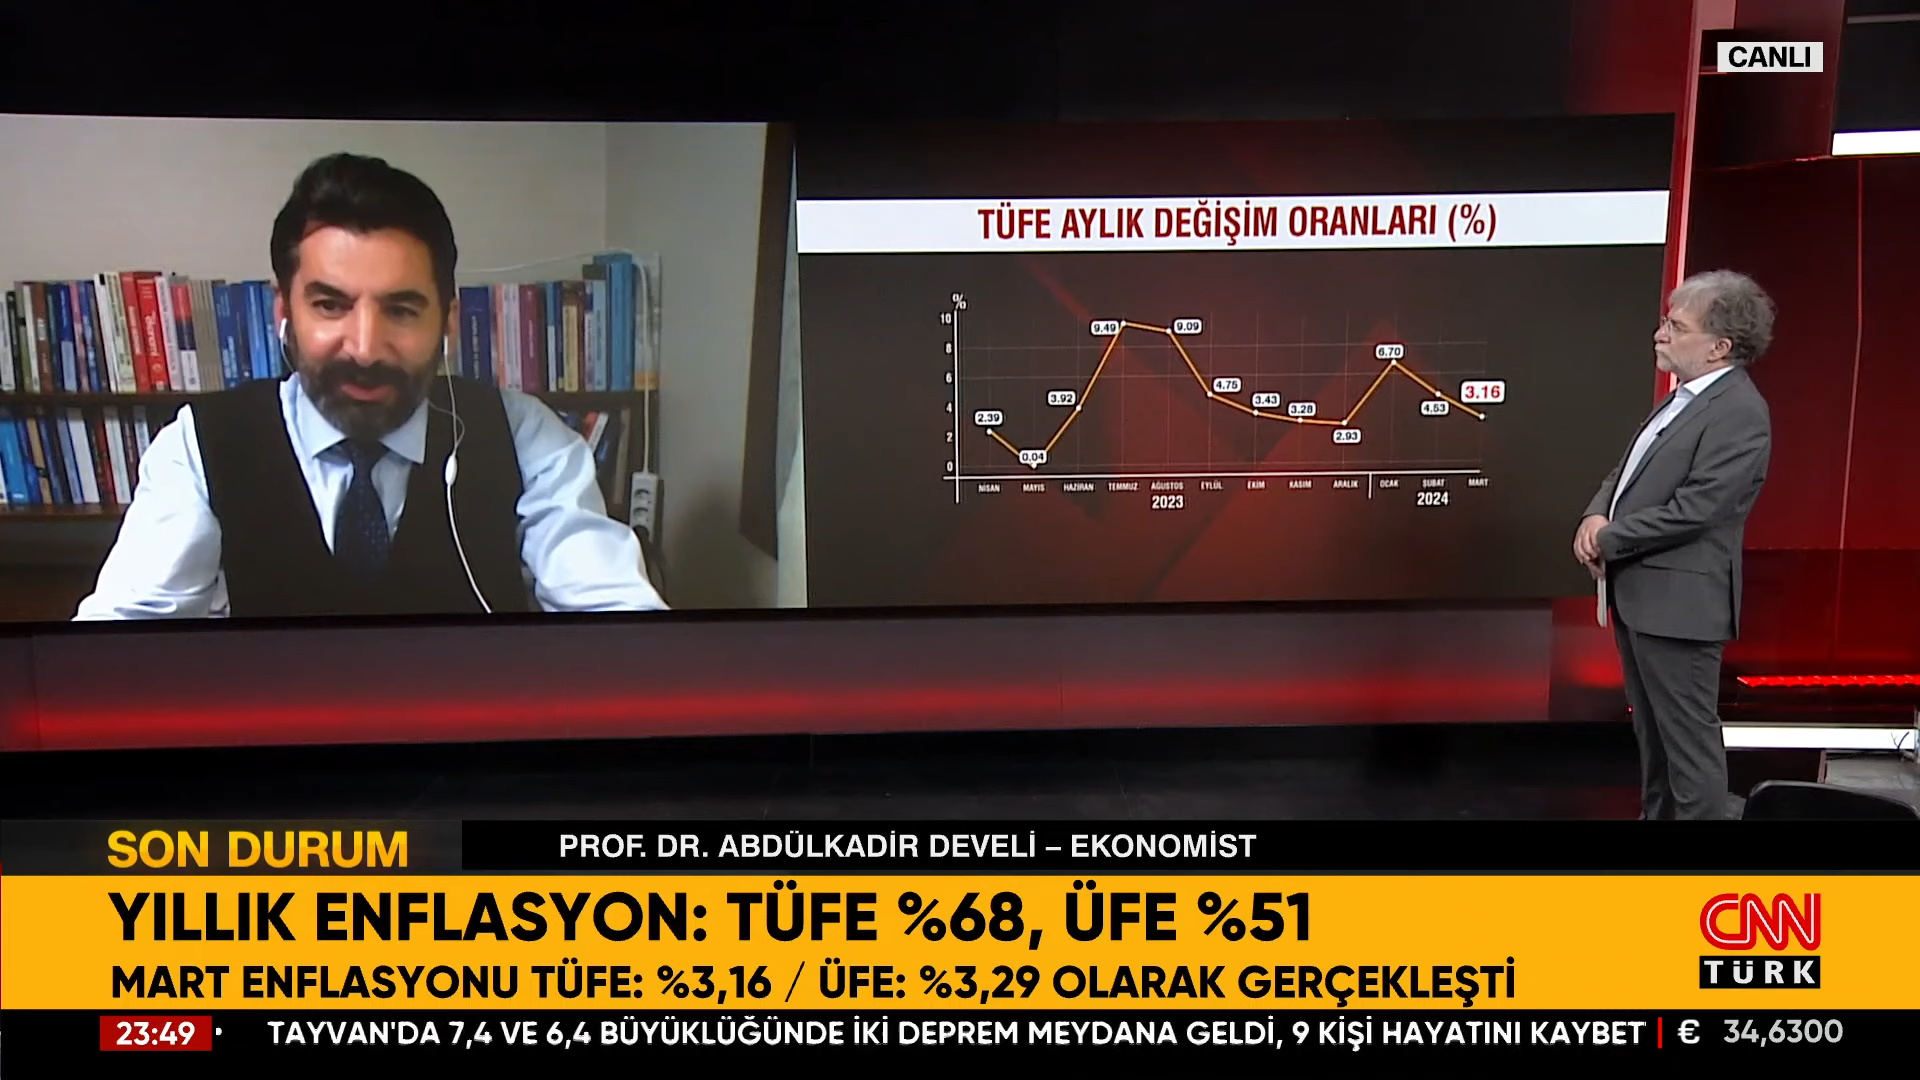 CANLI
TÜFE AYLIK DEĞİŞİM ORANLARI (%)
%
10
8
6
4
2
0
2.39
0.04
3.92
9.49
9.09
4.75
3.43
3.28
2.93
6.70
4.53
3.16
NİSAN MAYIS HAZİRAN TEMMUZ AĞUSTOS EYLÜL EKİM KASIM ARALIK OCAK ŞUBAT MART
2023 2024
SON DURUM
PROF. DR. ABDÜLKADİR DEVELİ – EKONOMİST
YILLIK ENFLASYON: TÜFE %68, ÜFE %51
MART ENFLASYONU TÜFE: %3,16 / ÜFE: %3,29 OLARAK GERÇEKLEŞTİ
CNN
TÜRK
23:49 • TAYVAN'DA 7,4 VE 6,4 BÜYÜKLÜĞÜNDE İKİ DEPREM MEYDANA GELDİ, 9 KİŞİ HAYATINI KAYBET
€ 34,6300